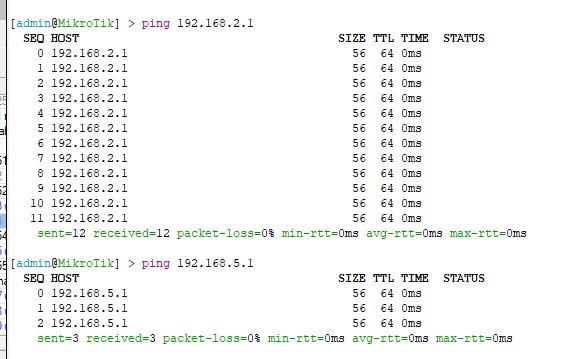 [admin@MikroTik] > ping 192.168.2.1
SEQ HOST SIZE TTL TIME STATUS
0 192.168.2.1 56 64 0ms
1 192.168.2.1 56 64 0ms
2 192.168.2.1 56 64 0ms
3 192.168.2.1 56 64 0ms
4 192.168.2.1 56 64 0ms
5 192.168.2.1 56 64 0ms
6 192.168.2.1 56 64 0ms
7 192.168.2.1 56 64 0ms
8 192.168.2.1 56 64 0ms
9 192.168.2.1 56 64 0ms
10 192.168.2.1 56 64 0ms
11 192.168.2.1 56 64 0ms
sent=12 received=12 packet-loss=0% min-rtt=0ms avg-rtt=0ms max-rtt=0ms
[admin@MikroTik] > ping 192.168.5.1
SEQ HOST SIZE TTL TIME STATUS
0 192.168.5.1 56 64 0ms
1 192.168.5.1 56 64 0ms
2 192.168.5.1 56 64 0ms
sent=3 received=3 packet-loss=0% min-rtt=0ms avg-rtt=0ms max-rtt=0ms